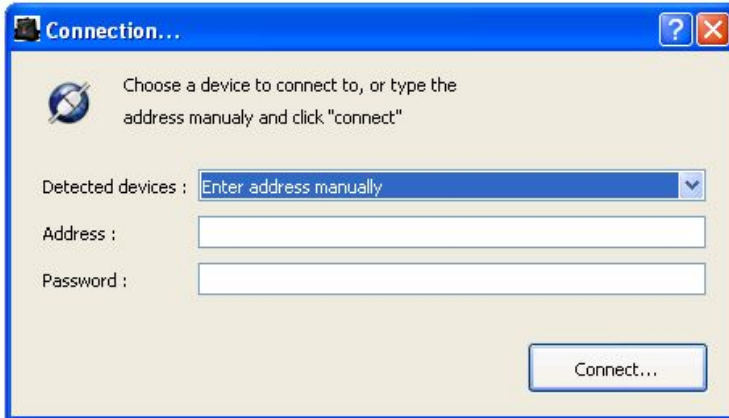 Connection...
Choose a device to connect to, or type the
address manualy and click "connect"
Detected devices : Enter address manually
Address :
Password :
Connect...